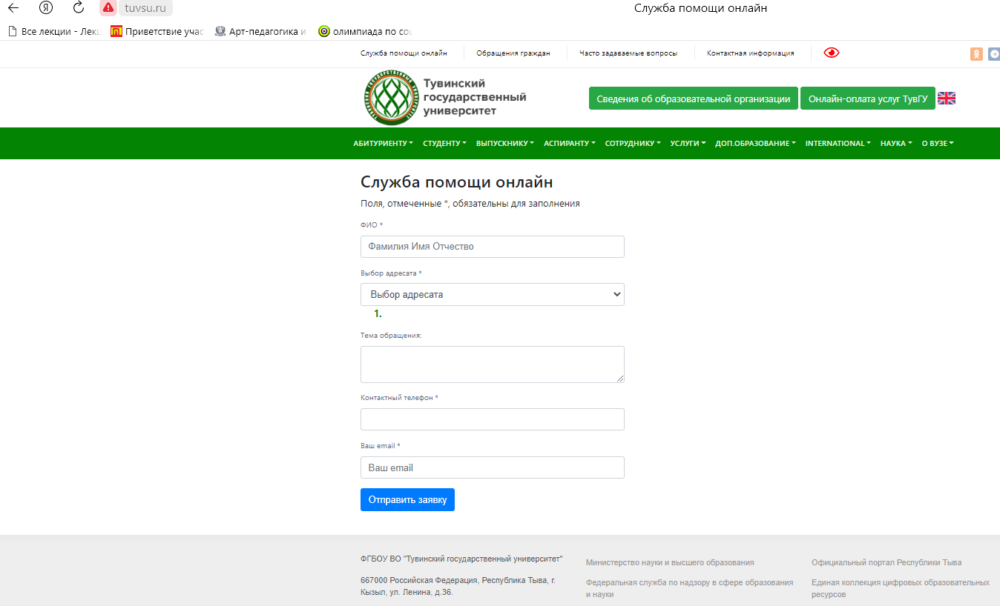 tuvsu.ru
Служба помощи онлайн
Все лекции - Лекц
Приветствие учас
Арт-педагогика и
олимпиада по соц
Служба помощи онлайн
Обращения граждан
Часто задаваемые вопросы
Контактная информация
Тувинский
государственный
университет
Сведения об образовательной организации
Онлайн-оплата услуг ТувГУ
АБИТУРИЕНТУ
СТУДЕНТУ
ВЫПУСКНИКУ
АСПИРАНТУ
СОТРУДНИКУ
УСЛУГИ
ДОП.ОБРАЗОВАНИЕ
INTERNATIONAL
НАУКА
О ВУЗЕ
Служба помощи онлайн
Поля, отмеченные *, обязательны для заполнения
ФИО *
Фамилия Имя Отчество
Выбор адресата *
Выбор адресата
1.
Тема обращения:
Контактный телефон *
Ваш email *
Ваш email
Отправить заявку
ФГБОУ ВО "Тувинский государственный университет"
667000 Российская Федерация, Республика Тыва, г.
Кызыл, ул. Ленина, д.36.
Министерство науки и высшего образования
Федеральная служба по надзору в сфере образования
и науки
Официальный портал Республики Тыва
Единая коллекция цифровых образовательных
ресурсов